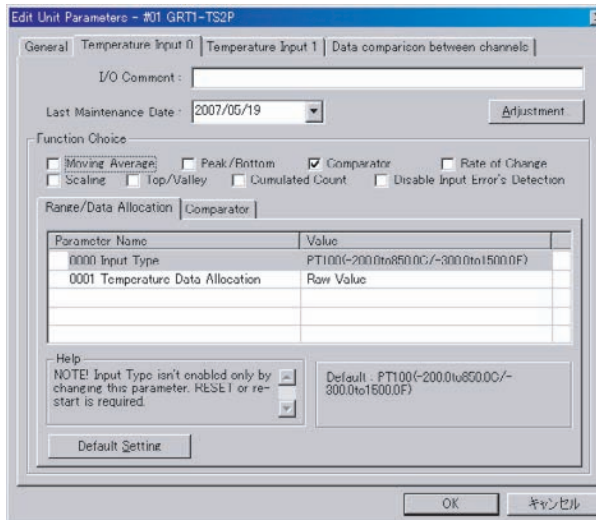 Edit Unit Parameters - #01 GRT1-TS2P
General Temperature Input 0 Temperature Input 1 Data comparison between channels
I/O Comment :
Last Maintenance Date : 2007/05/19 Adjustment
Function Choice
Moving Average Peak/Bottom Comparator Rate of Change
Scaling Top/Valley Cumulated Count Disable Input Error's Detection
Range/Data Allocation Comparator
Parameter Name Value
0000 Input Type PT100(-200.0to850.0C/-300.0to1500.0F)
0001 Temperature Data Allocation Raw Value
Help
NOTE! Input Type isn't enabled only by
changing this parameter. RESET or re-
start is required.
Default : PT100(-200.0to850.0C/-
300.0to1500.0F)
Default Setting
OK キャンセル